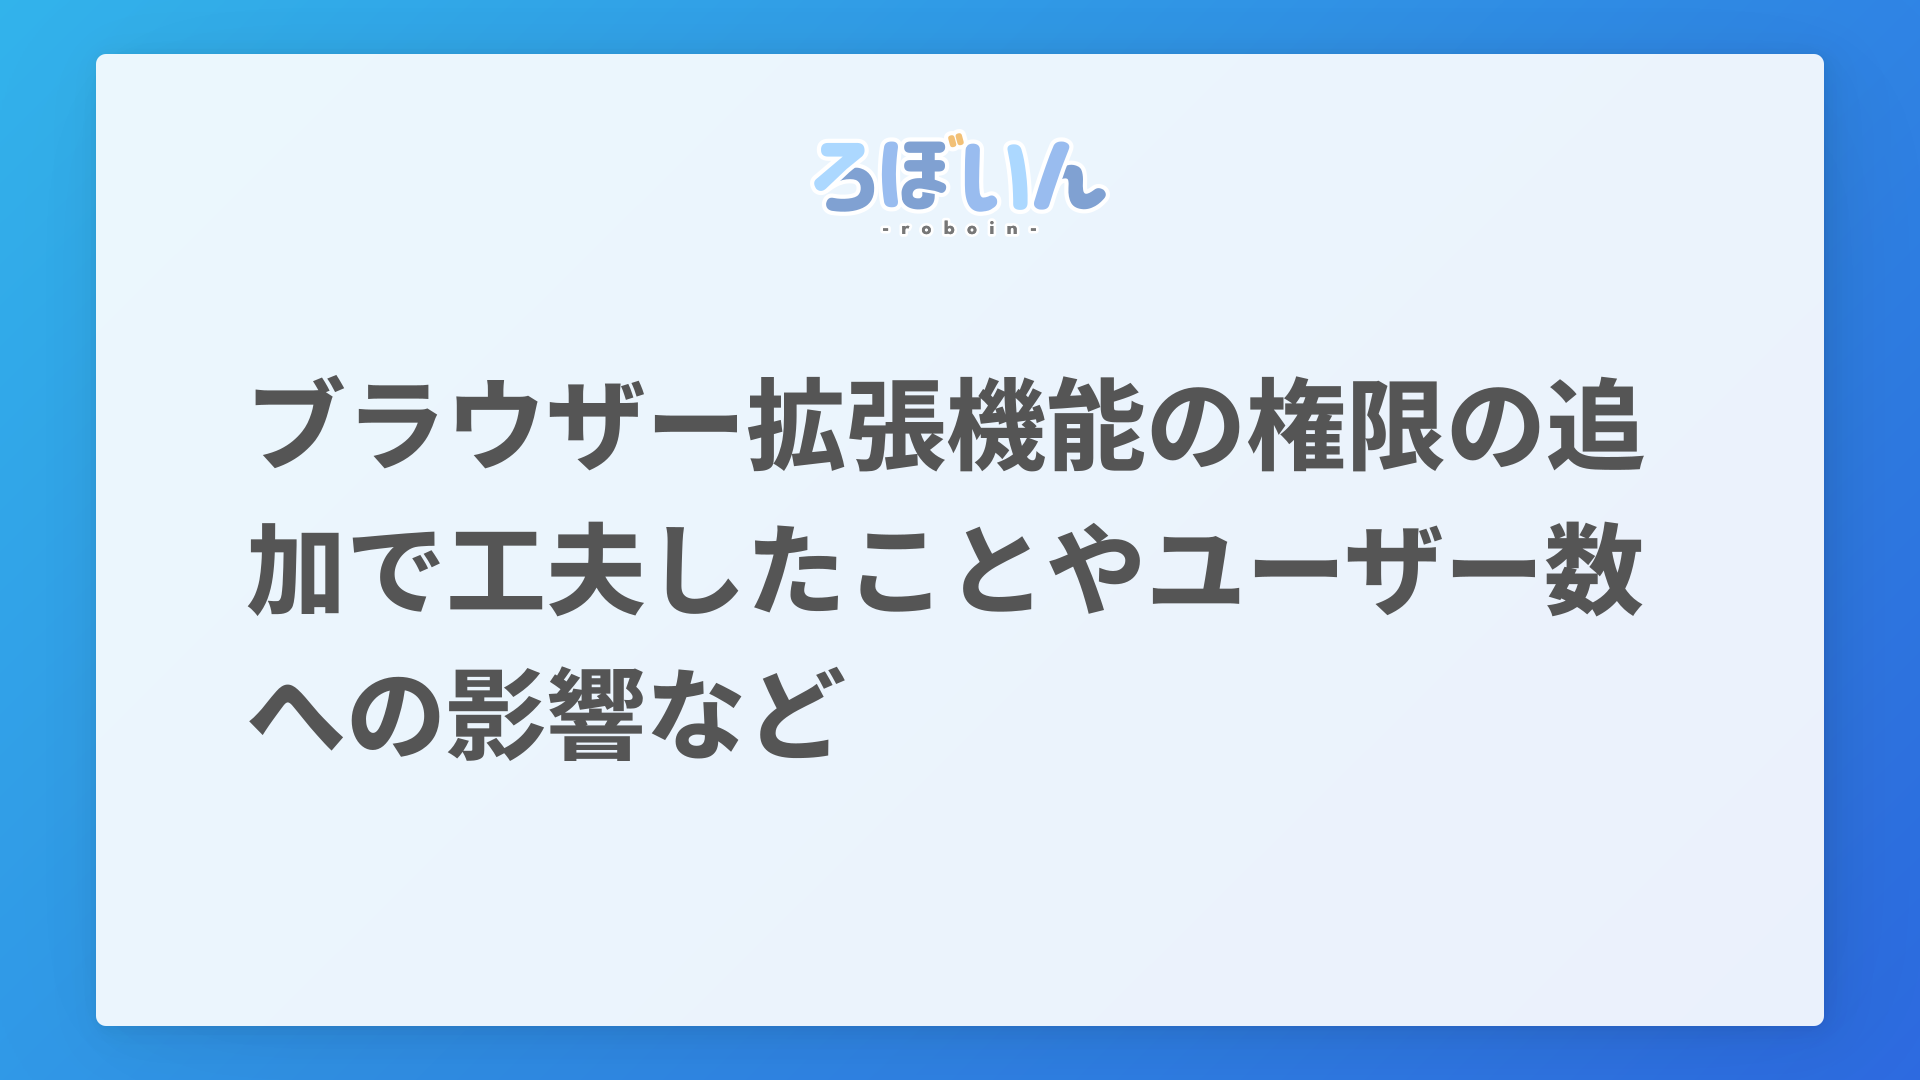 ろぼいん
-roboin-
ブラウザー拡張機能の権限の追
加で工夫したことやユーザー数
への影響など